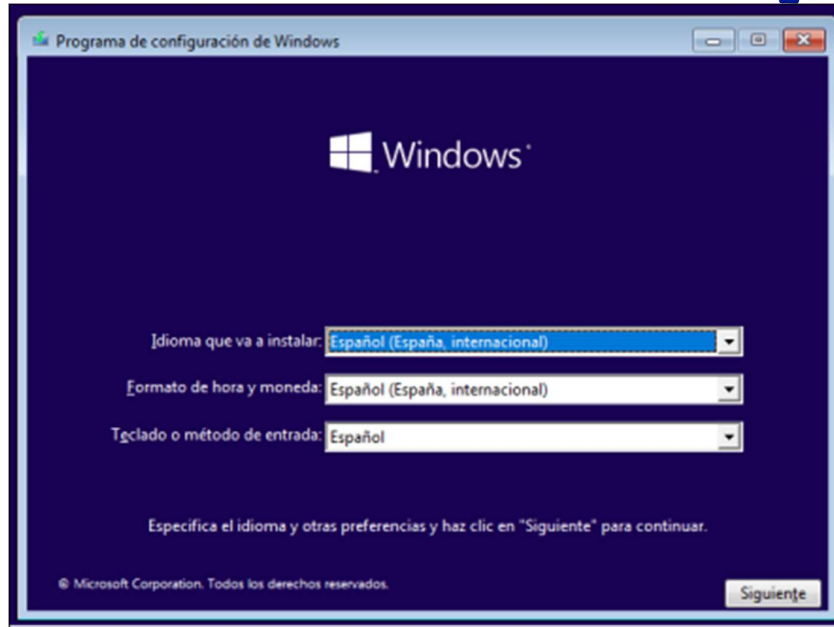 Programa de configuración de Windows
Windows
Idioma que va a instalar: Español (España, internacional)
Formato de hora y moneda: Español (España, internacional)
Teclado o método de entrada: Español
Especifica el idioma y otras preferencias y haz clic en "Siguiente" para continuar.
© Microsoft Corporation. Todos los derechos reservados.
Siguiente